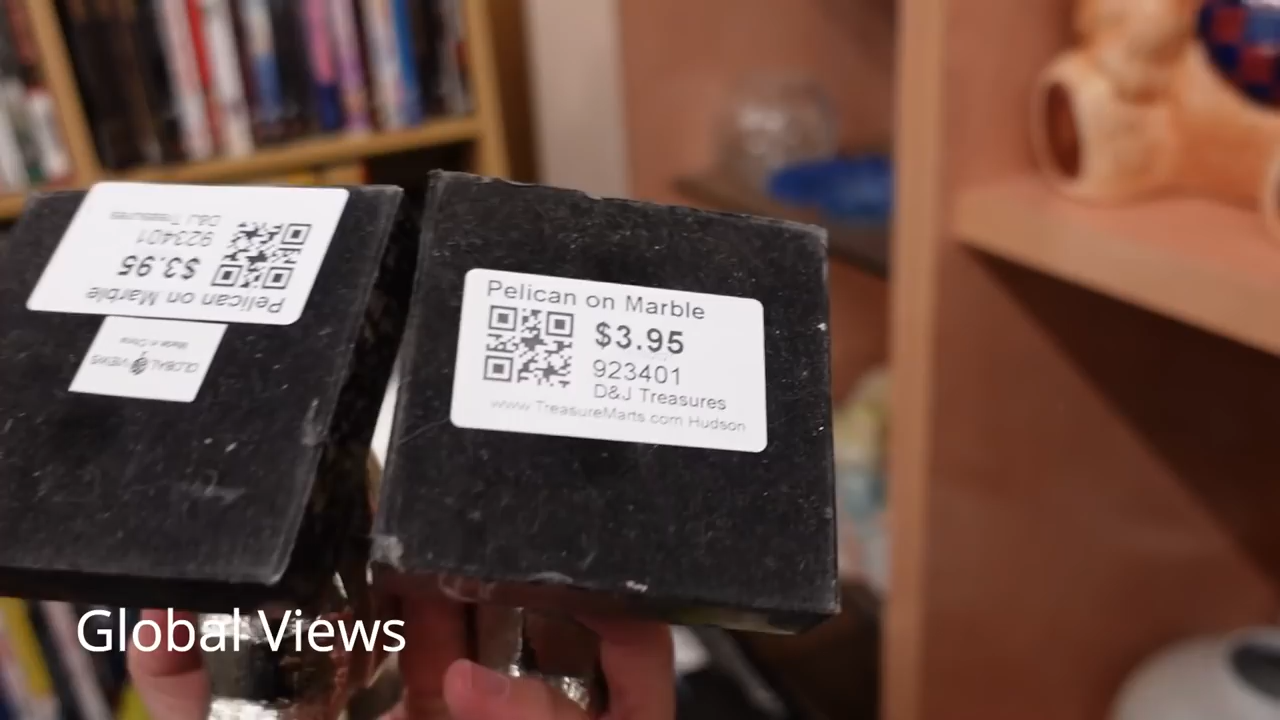 D&J Treasures
923401
$3.95
Pelican on Marble
GLOBAL VIEWS
Made in China
Pelican on Marble
$3.95
923401
D&J Treasures
www.TreasureMarts.com Hudson
Global Views